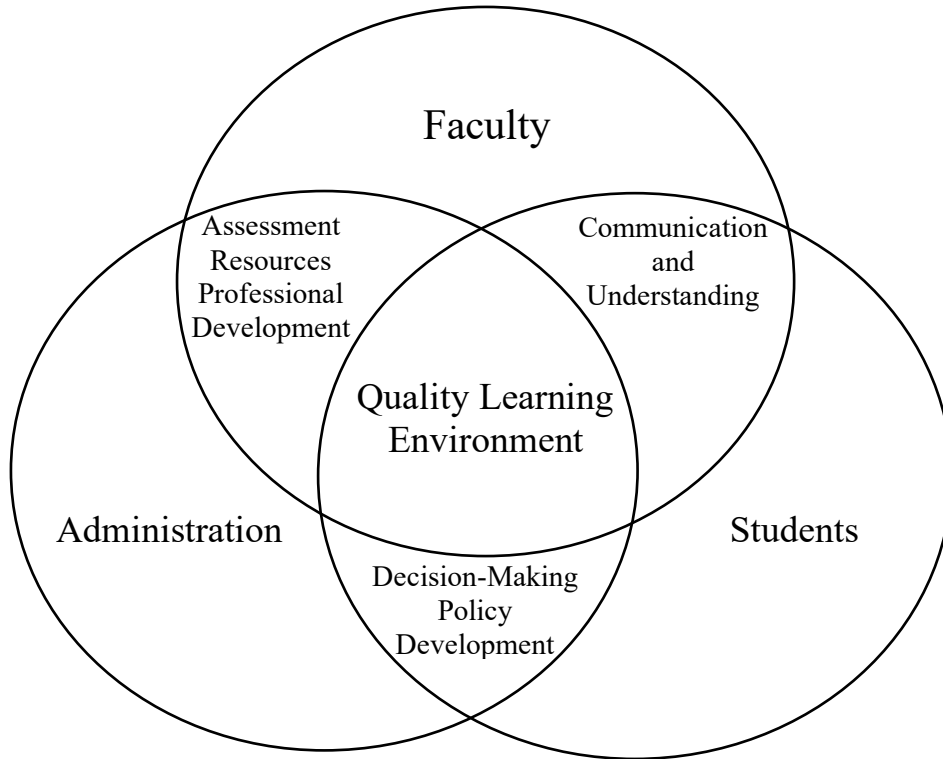 Faculty
Assessment
Resources
Professional
Development
Communication
and
Understanding
Quality Learning
Environment
Administration
Students
Decision-Making
Policy
Development